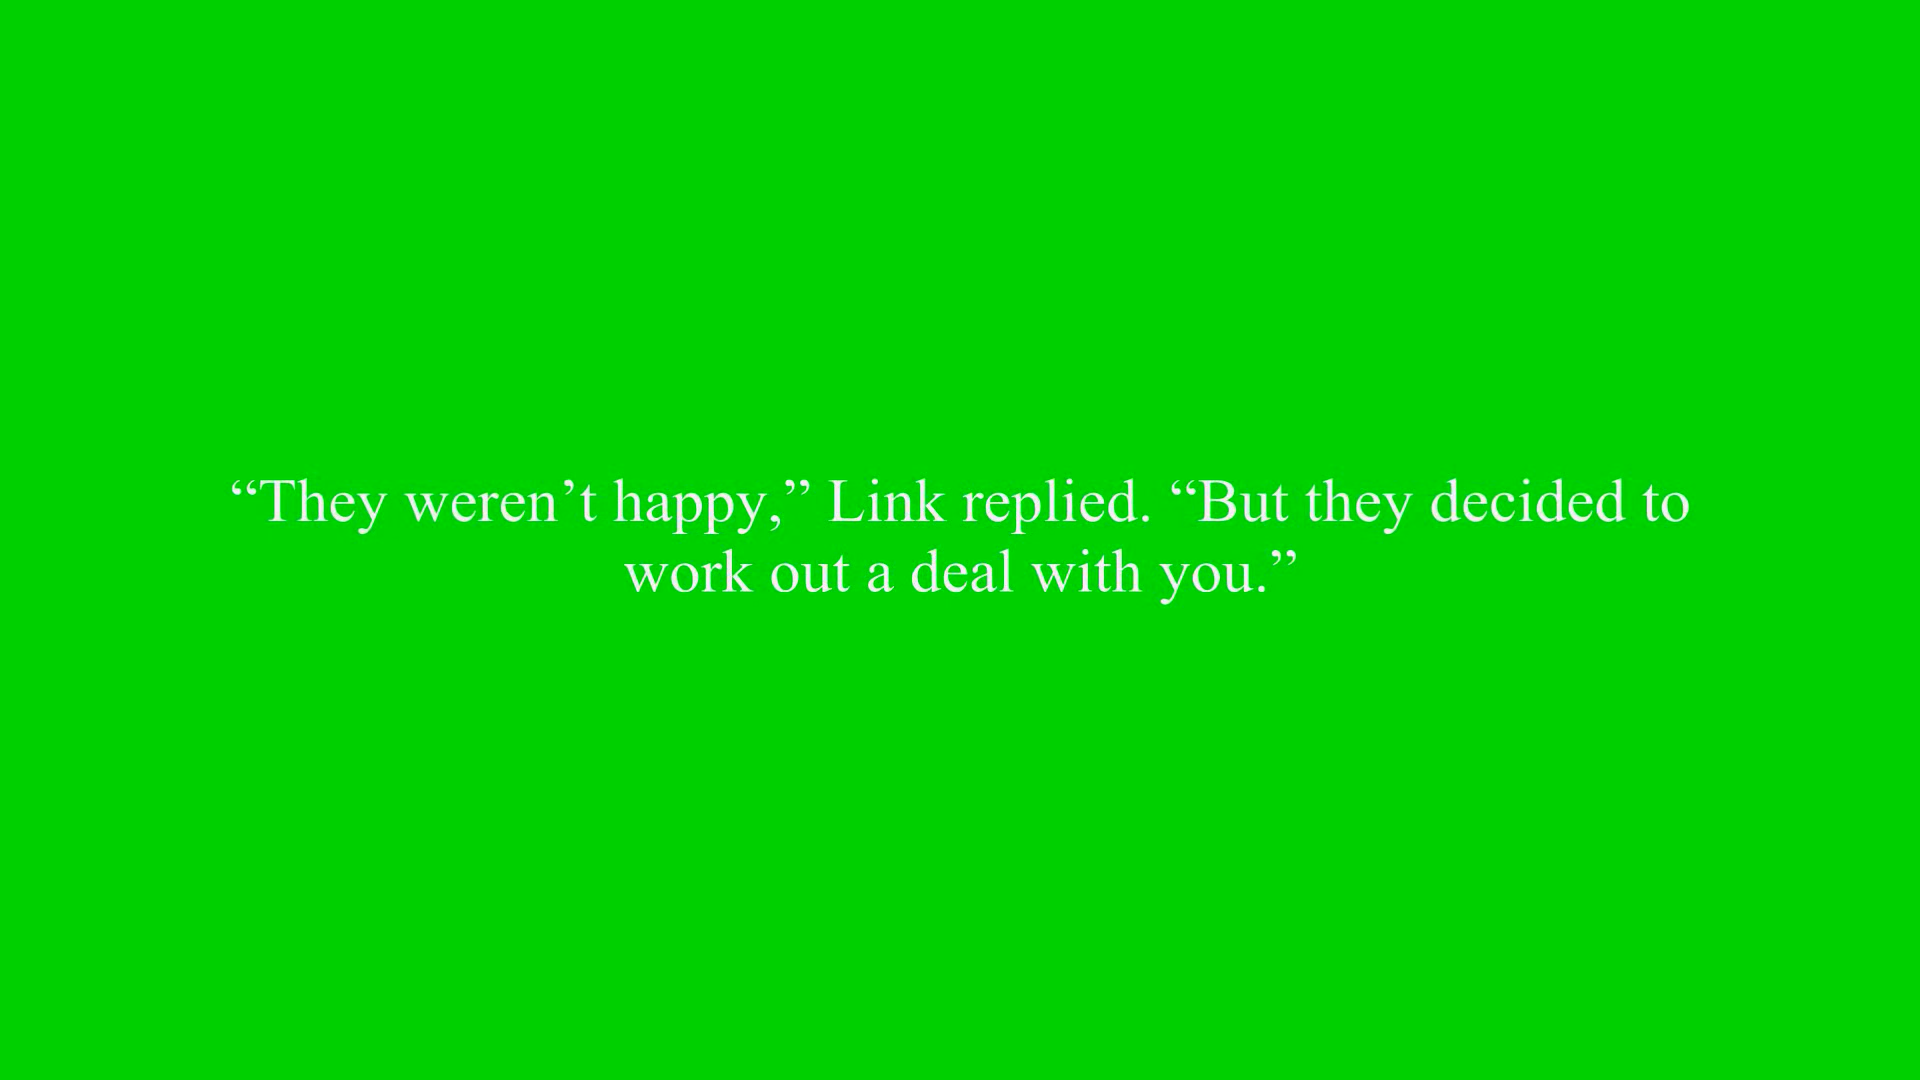 “They weren’t happy,” Link replied. “But they decided to
work out a deal with you.”